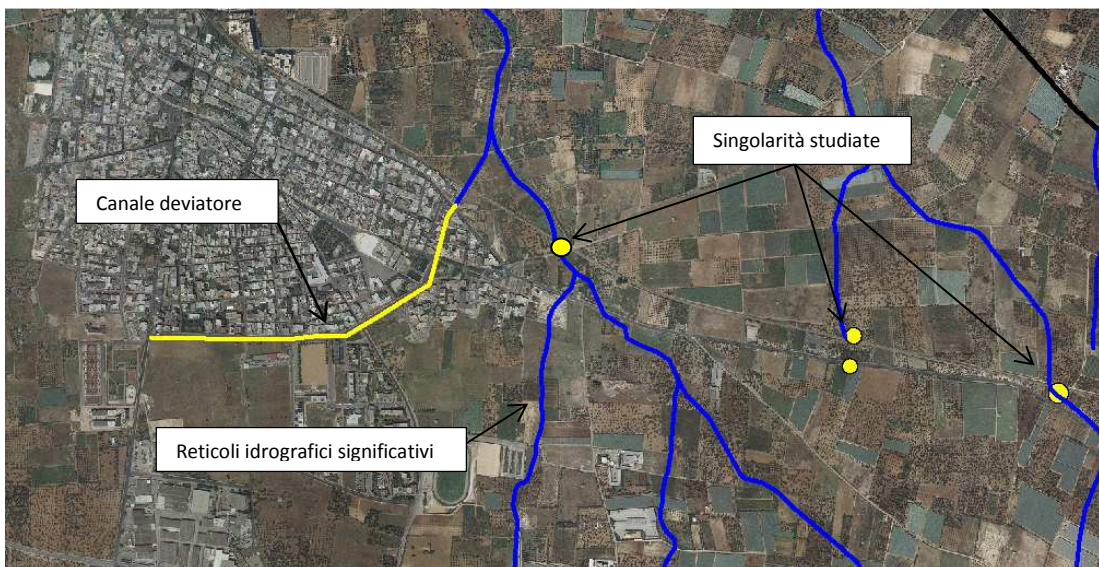 Singolarità studiate
Canale deviatore
Reticoli idrografici significativi